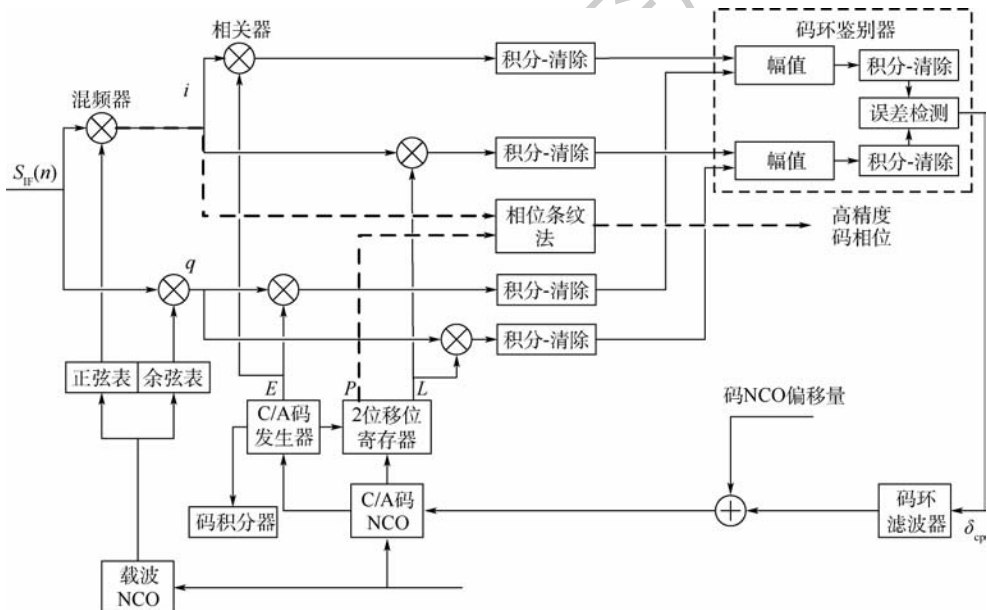 相关器
码环鉴别器
积分-清除
幅值
积分-清除
i
混频器
误差检测
S_IF(n)
积分-清除
幅值
积分-清除
相位条纹
法
高精度
码相位
q
积分-清除
积分-清除
正弦表
余弦表
E
P
L
码NCO偏移量
C/A码
发生器
2位移位
寄存器
码积分器
C/A码
NCO
码环
滤波器
δ_cp
载波
NCO